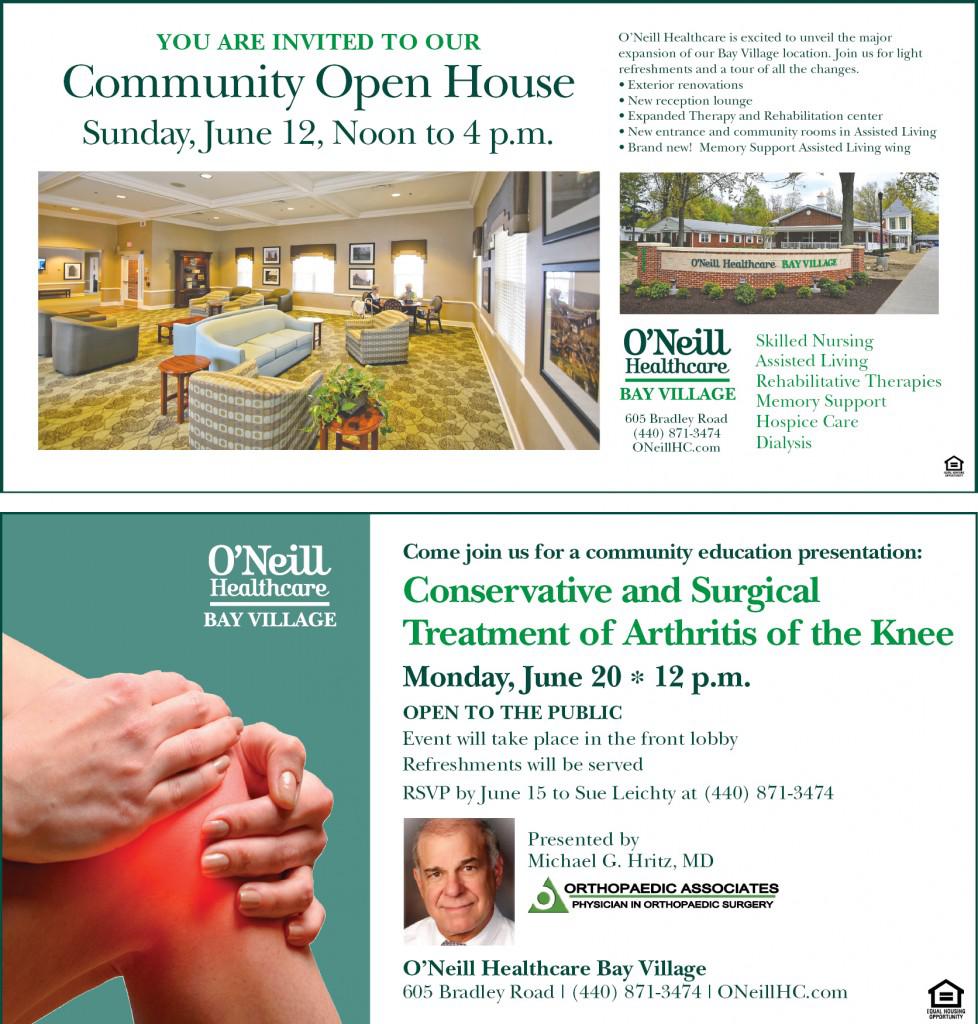 YOU ARE INVITED TO OUR
Community Open House
Sunday, June 12, Noon to 4 p.m.
O'Neill Healthcare is excited to unveil the major
expansion of our Bay Village location. Join us for light
refreshments and a tour of all the changes.
• Exterior renovations
• New reception lounge
• Expanded Therapy and Rehabilitation center
• New entrance and community rooms in Assisted Living
• Brand new! Memory Support Assisted Living wing
O'Neill Healthcare BAY VILLAGE
O'Neill
Healthcare
BAY VILLAGE
605 Bradley Road
(440) 871-3474
ONeillHC.com
Skilled Nursing
Assisted Living
Rehabilitative Therapies
Memory Support
Hospice Care
Dialysis
EQUAL HOUSING
OPPORTUNITY
O'Neill
Healthcare
BAY VILLAGE
Come join us for a community education presentation:
Conservative and Surgical
Treatment of Arthritis of the Knee
Monday, June 20 * 12 p.m.
OPEN TO THE PUBLIC
Event will take place in the front lobby
Refreshments will be served
RSVP by June 15 to Sue Leichty at (440) 871-3474
Presented by
Michael G. Hritz, MD
ORTHOPAEDIC ASSOCIATES
PHYSICIAN IN ORTHOPAEDIC SURGERY
O'Neill Healthcare Bay Village
605 Bradley Road | (440) 871-3474 | ONeillHC.com
EQUAL HOUSING
OPPORTUNITY